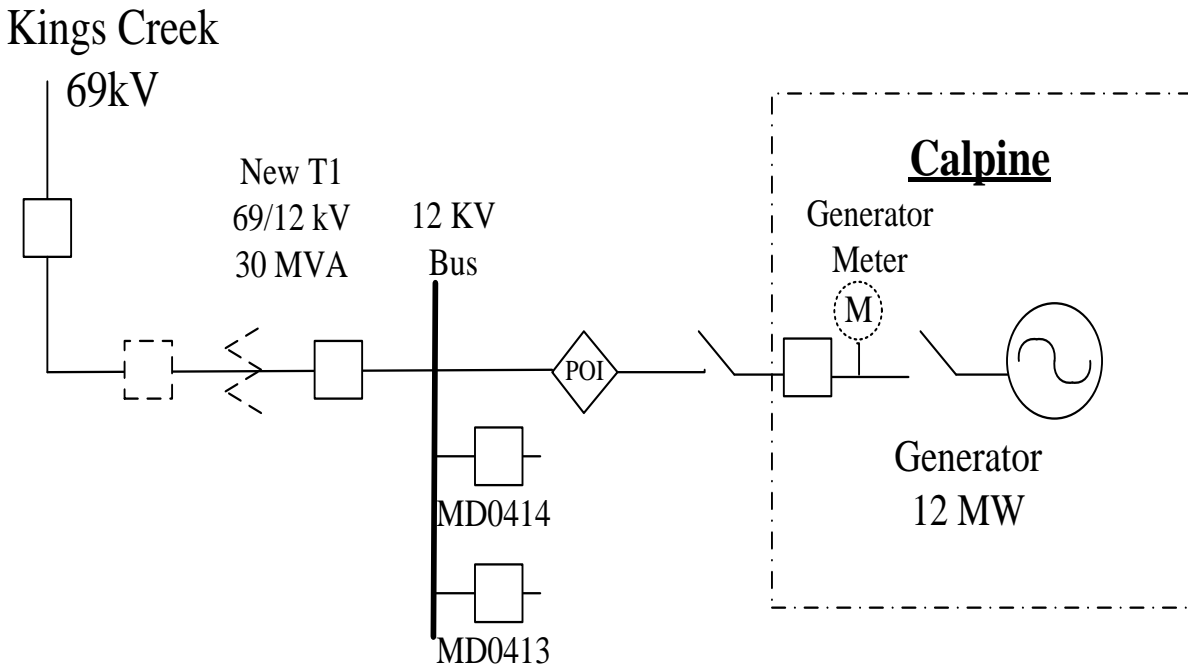 Kings Creek
69kV
New T1
69/12 kV
30 MVA
12 KV
Bus
POI
MD0414
MD0413
Calpine
Generator
Meter
M
Generator
12 MW